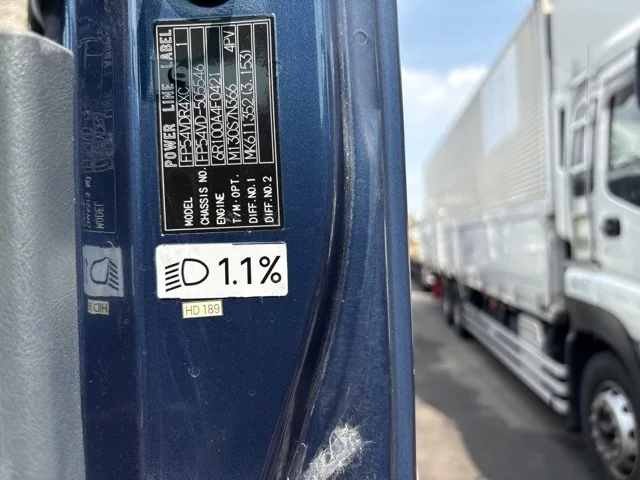 POWER LINE LABEL
MODEL FP54VDR4XC 1
CHASSIS NO. FP54VD-505546
ENGINE 6R100A4F0421
T/M·OPT. M130S7N366 4PV
DIFF.NO.1 MK611352(3.153)
DIFF.NO.2
1.1%
HD 189